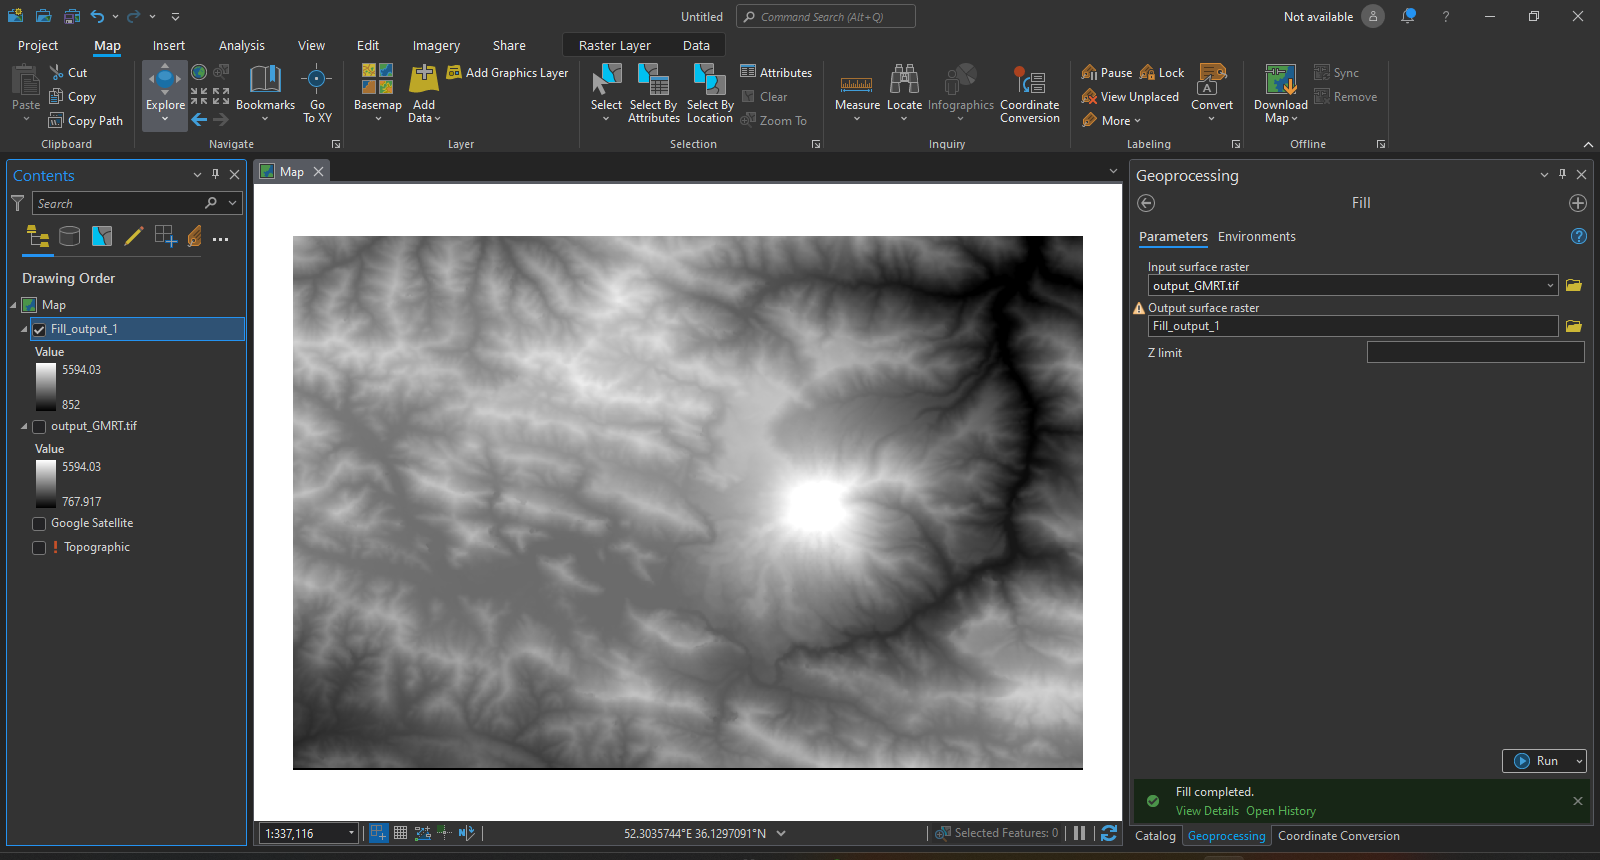 Untitled
Command Search (Alt+Q)
Not available
?
Project
Map
Insert
Analysis
View
Edit
Imagery
Share
Raster Layer
Data
Paste
Cut
Copy
Copy Path
Clipboard
Explore
Bookmarks
Go To XY
Navigate
Basemap
Add Data
Add Graphics Layer
Layer
Select
Select By Attributes
Select By Location
Attributes
Clear
Zoom To
Selection
Measure
Locate
Infographics
Coordinate Conversion
Inquiry
Pause
Lock
View Unplaced
More
Convert
Labeling
Download Map
Sync
Remove
Offline
Contents
Search
Drawing Order
Map
Fill_output_1
Value
5594.03
852
output_GMRT.tif
Value
5594.03
767.917
Google Satellite
! Topographic
Map
1:337,116
52.3035744°E 36.1297091°N
Selected Features: 0
Geoprocessing
Fill
Parameters
Environments
?
Input surface raster
output_GMRT.tif
Output surface raster
Fill_output_1
Z limit
Run
Fill completed.
View Details Open History
Catalog
Geoprocessing
Coordinate Conversion